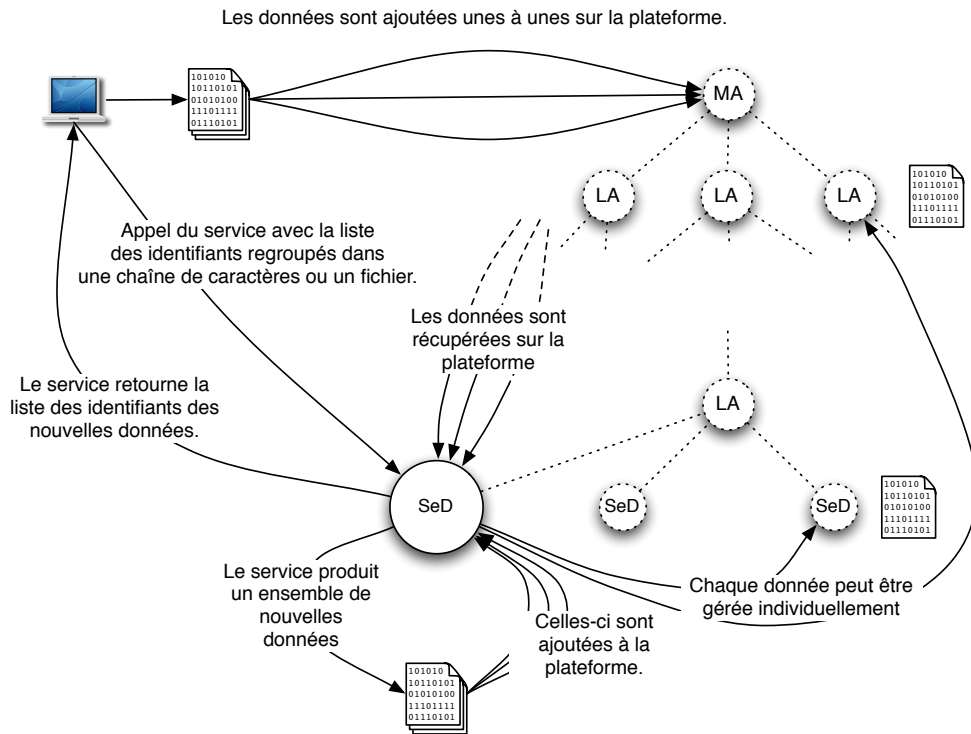 Les données sont ajoutées unes à unes sur la plateforme.
101010
10110101
01010100
11101111
01110101
MA
LA
LA
LA
101010
10110101
01010100
11101111
01110101
Appel du service avec la liste
des identifiants regroupés dans
une chaîne de caractères ou un fichier.
Les données sont
récupérées sur la
plateforme
Le service retourne la
liste des identifiants des
nouvelles données.
LA
SeD
SeD
SeD
101010
10110101
01010100
11101111
01110101
Le service produit
un ensemble de
nouvelles
données
Celles-ci sont
ajoutées à la
plateforme.
Chaque donnée peut être
gérée individuellement
101010
10110101
01010100
11101111
01110101